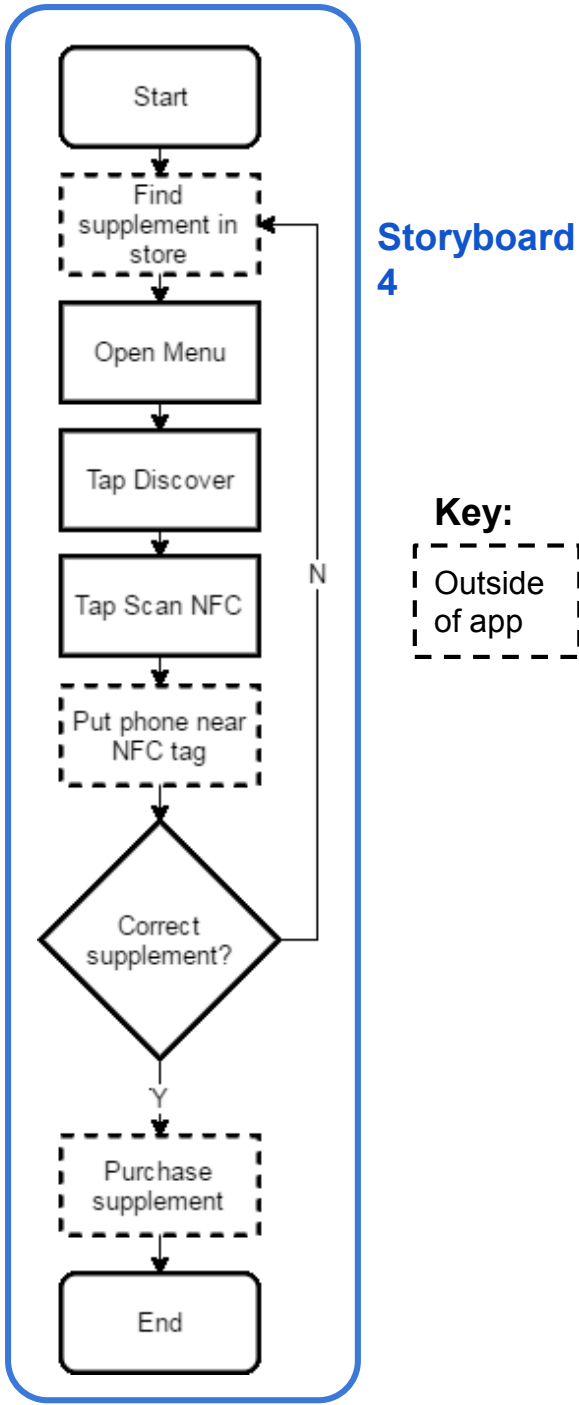 Start
Find
supplement in
store
Storyboard
4
Open Menu
Tap Discover
Key:
Outside
of app
N
Tap Scan NFC
Put phone near
NFC tag
Correct
supplement?
Y
Purchase
supplement
End